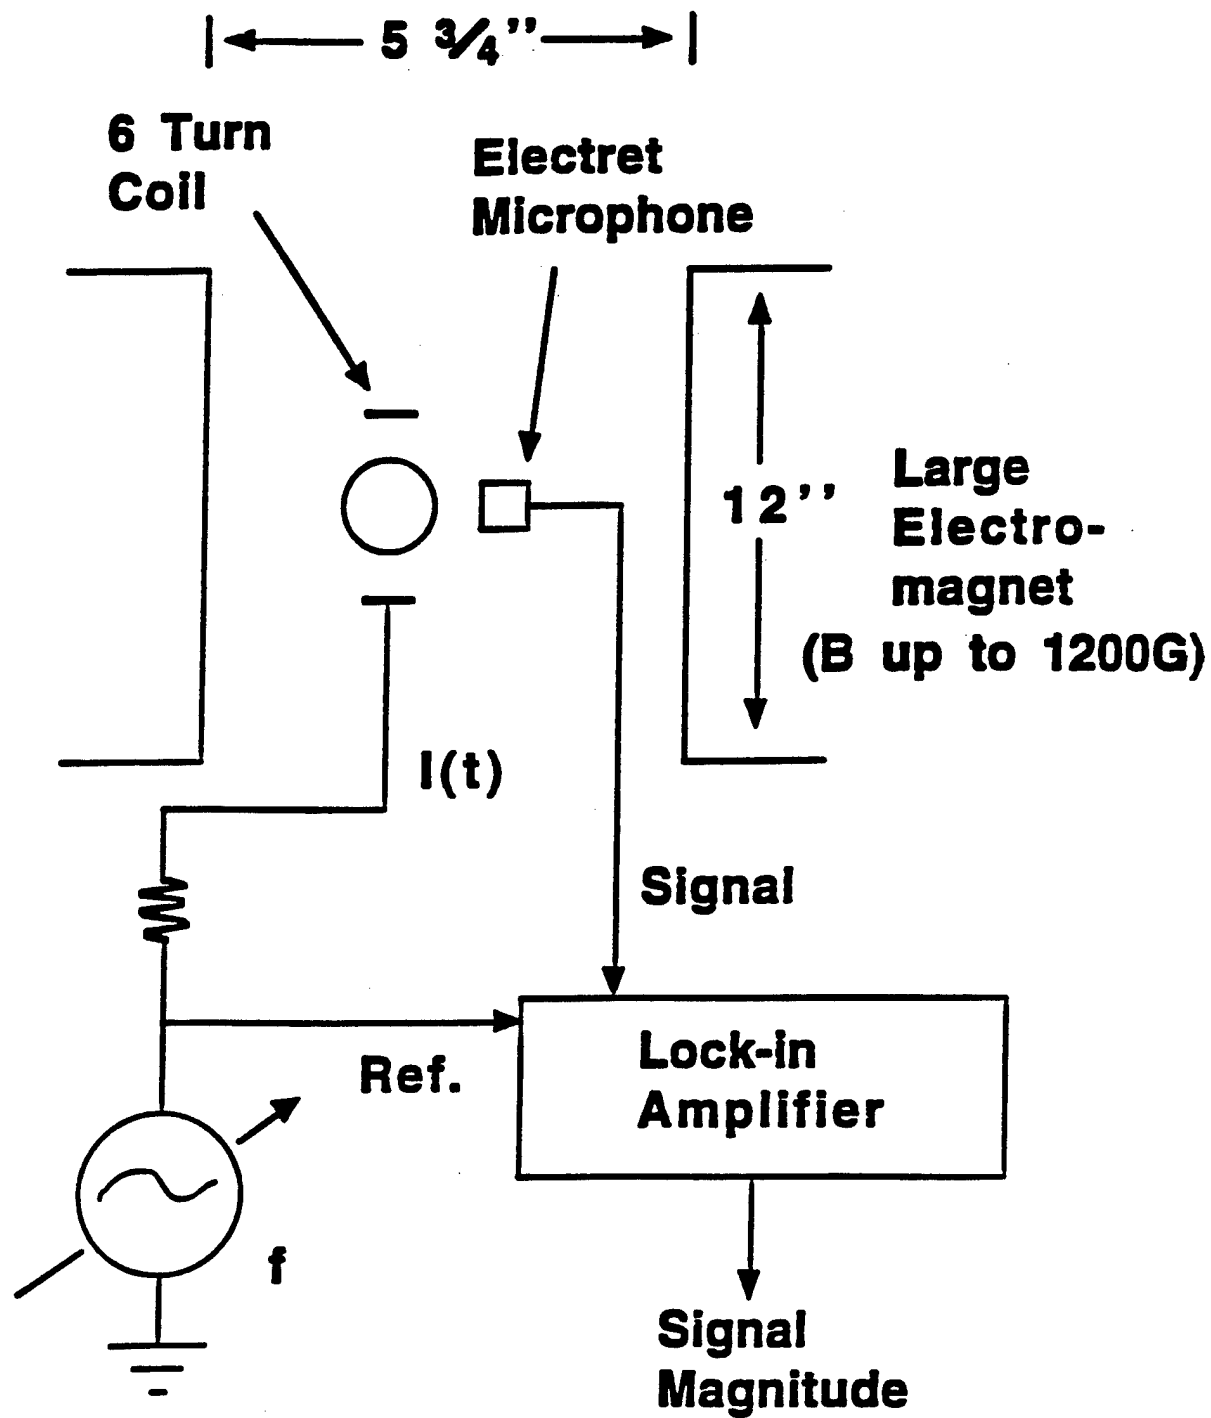 5 3/4’’
6 Turn
Coil
Electret
Microphone
12’’
Large
Electro-
magnet
(B up to 1200G)
I(t)
Signal
Ref.
Lock-in
Amplifier
f
Signal
Magnitude